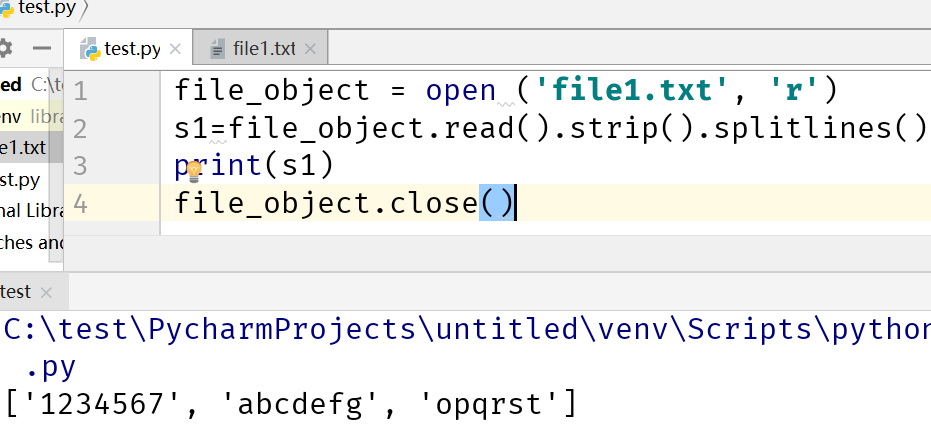 test.py
test.py file1.txt
ed C:\te
env libra
e1.txt
st.py
nal Libra
ches and
1 file_object = open ('file1.txt', 'r')
2 s1=file_object.read().strip().splitlines()
3 print(s1)
4 file_object.close()
test
C:\test\PycharmProjects\untitled\venv\Scripts\python
.py
['1234567', 'abcdefg', 'opqrst']